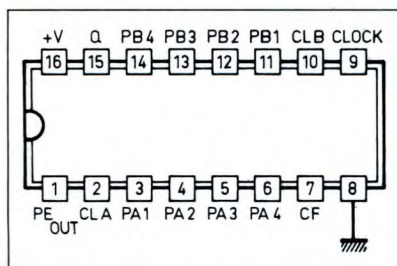 +V Q PB4 PB3 PB2 PB1 CLB CLOCK
16 15 14 13 12 11 10 9
1 2 3 4 5 6 7 8
PE OUT CLA PA1 PA2 PA3 PA4 CF